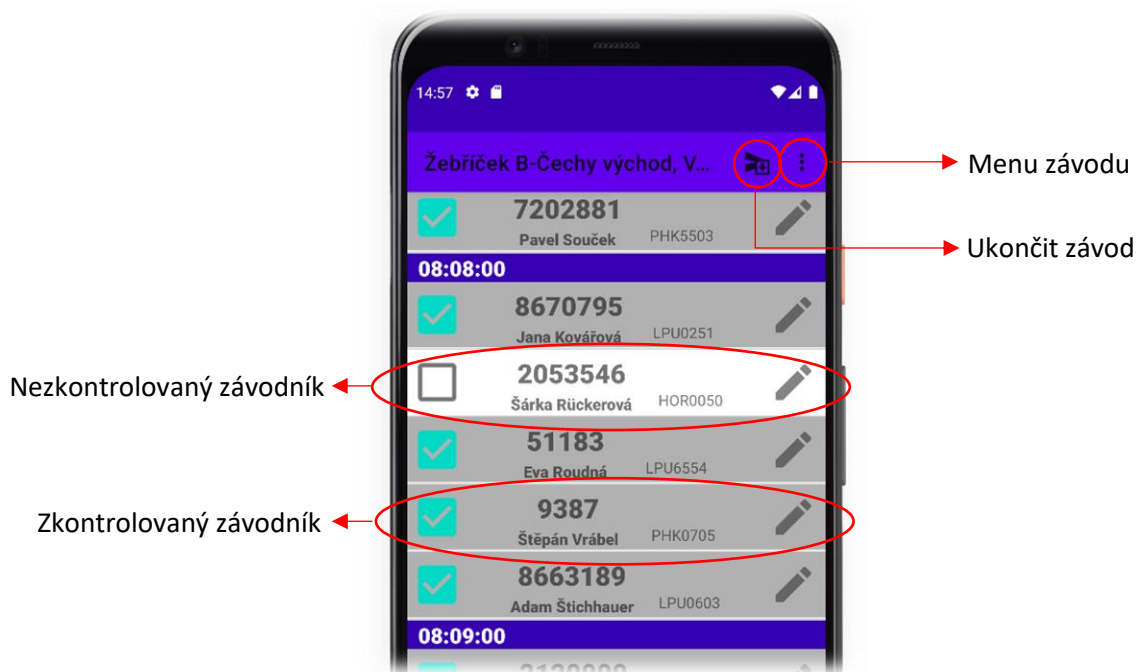 14:57
Žebříček B-Čechy východ, V...
Menu závodu
7202881
Pavel Souček PHK5503
Ukončit závod
08:08:00
8670795
Jana Kovářová LPU0251
Nezkontrolovaný závodník
2053546
Šárka Rückerová HOR0050
51183
Eva Roudná LPU6554
Zkontrolovaný závodník
9387
Štěpán Vrábel PHK0705
8663189
Adam Štichhauer LPU0603
08:09:00